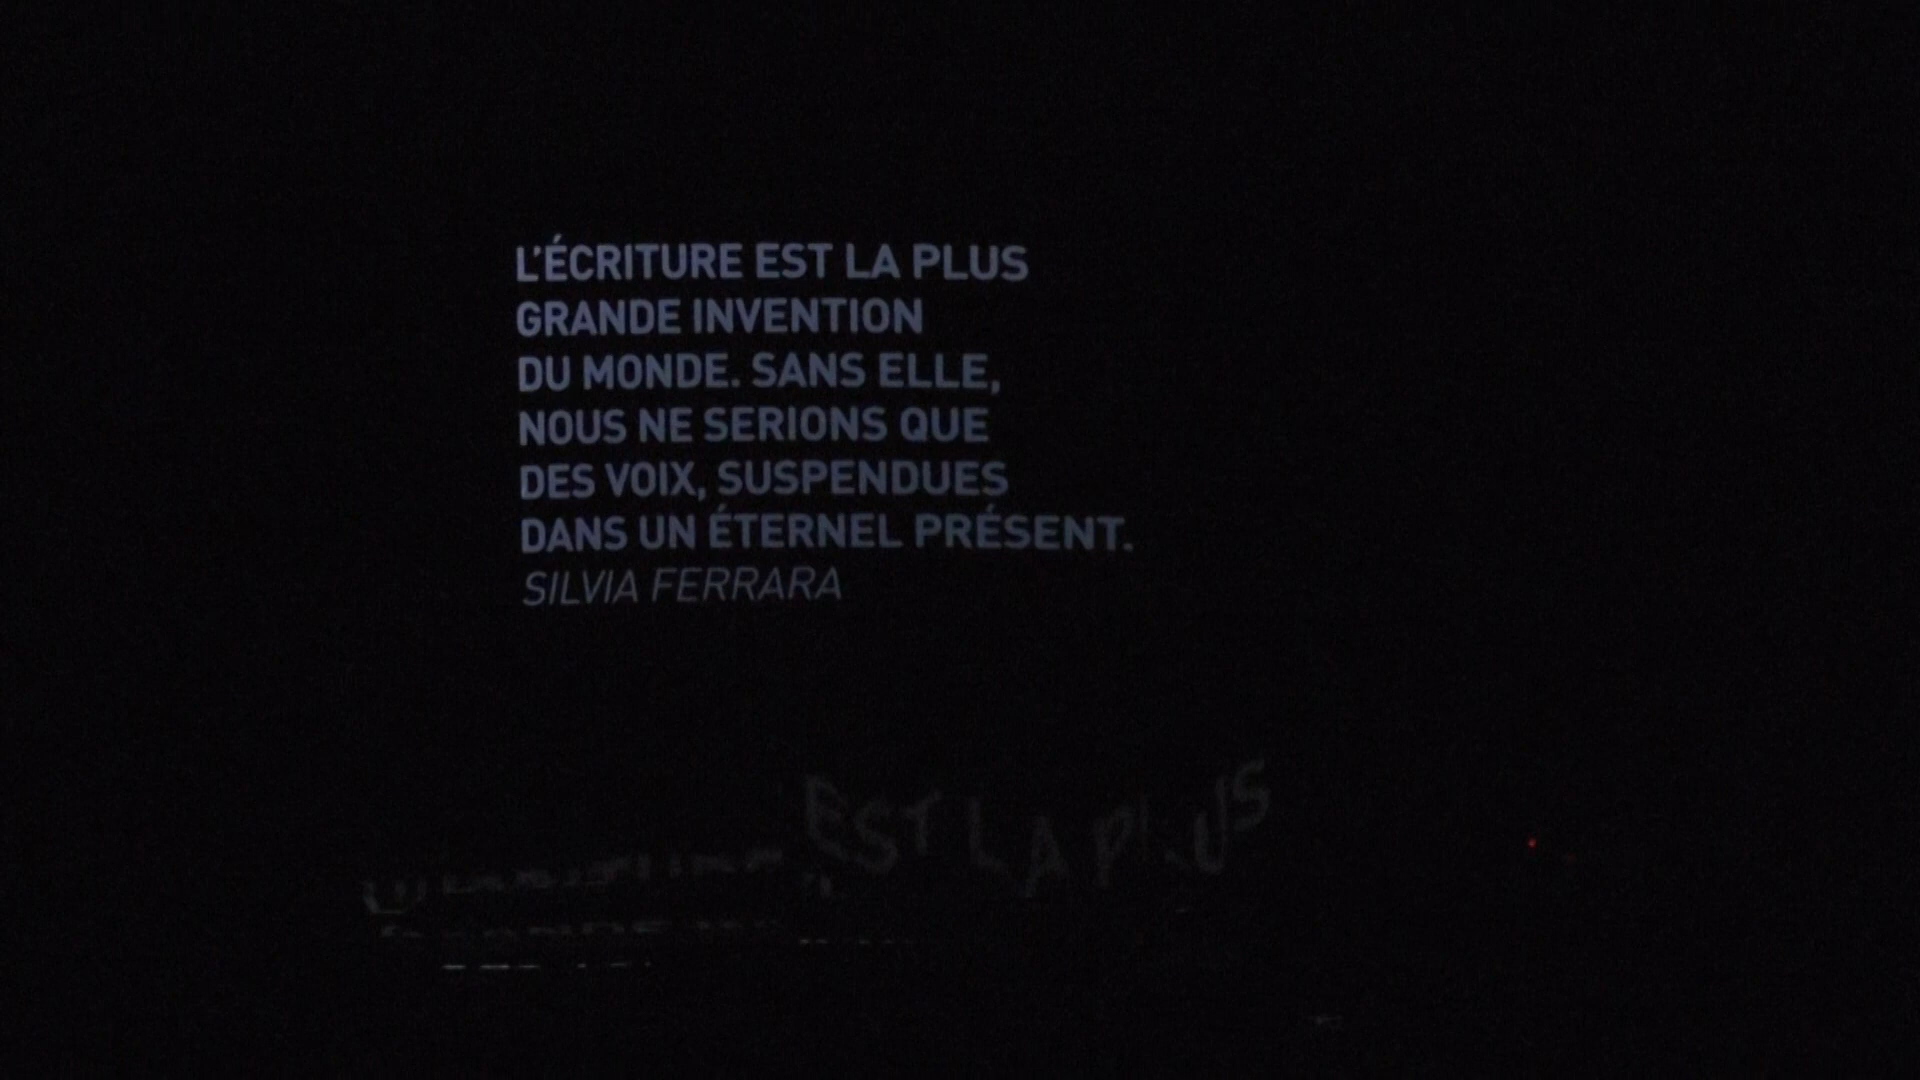 L'ÉCRITURE EST LA PLUS
GRANDE INVENTION
DU MONDE. SANS ELLE,
NOUS NE SERIONS QUE
DES VOIX, SUSPENDUES
DANS UN ÉTERNEL PRÉSENT.
SILVIA FERRARA
EST LA PLUS